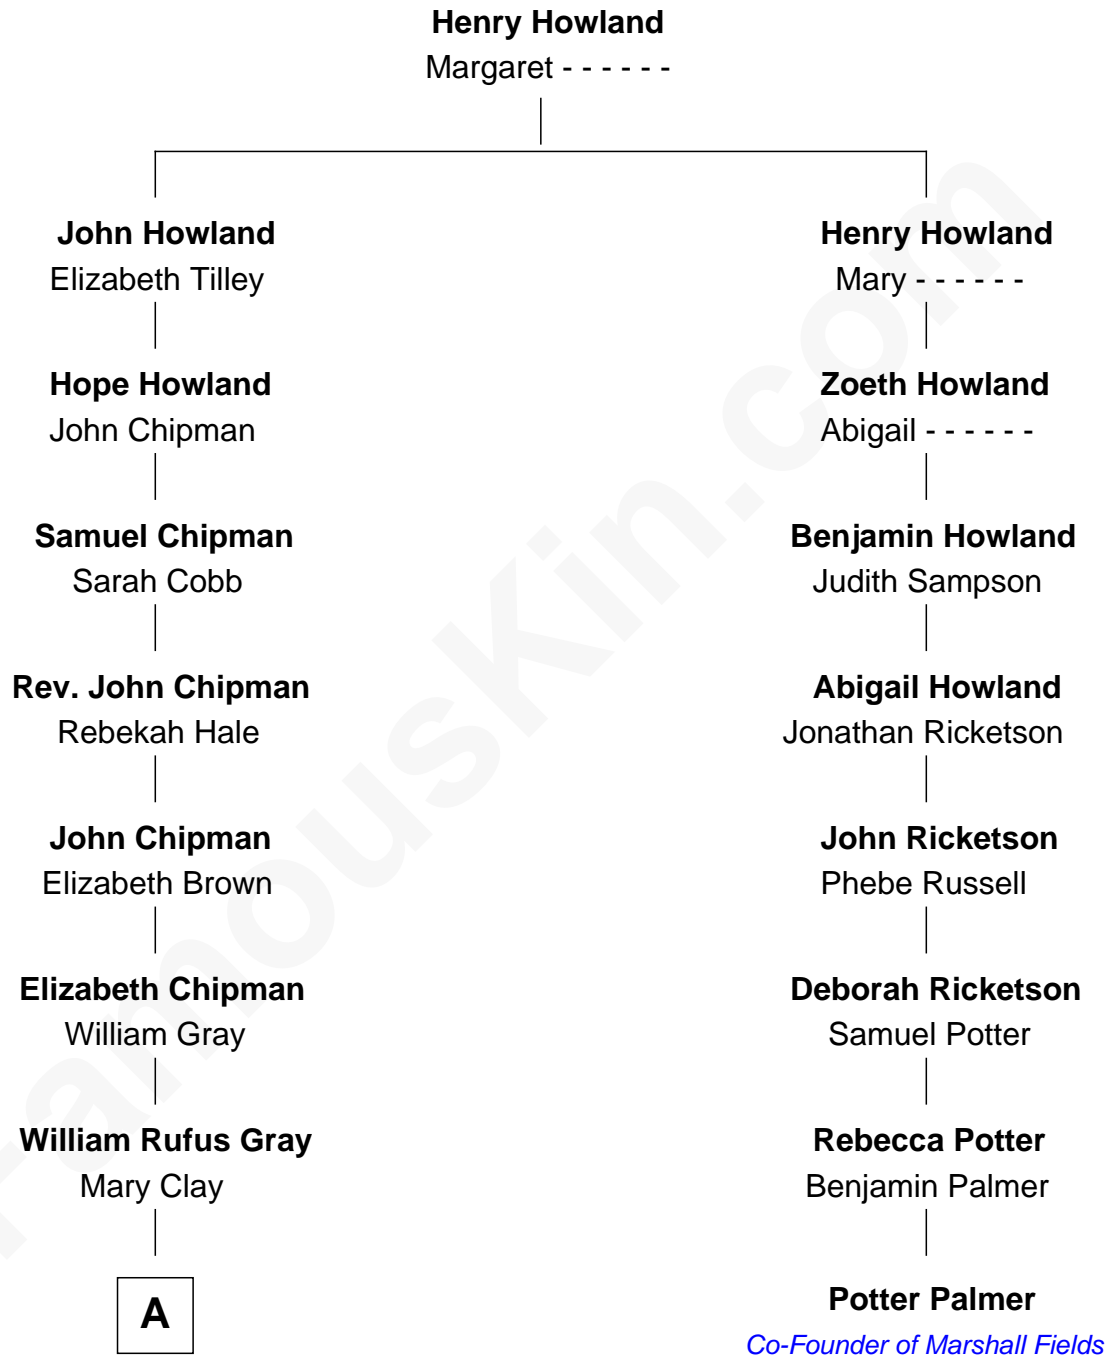 Henry Howland
Margaret - - - - - -
John Howland
Elizabeth Tilley
Henry Howland
Mary - - - - - -
Hope Howland
John Chipman
Zoeth Howland
Abigail - - - - - -
Samuel Chipman
Sarah Cobb
Benjamin Howland
Judith Sampson
Rev. John Chipman
Rebekah Hale
Abigail Howland
Jonathan Ricketson
John Chipman
Elizabeth Brown
John Ricketson
Phebe Russell
Elizabeth Chipman
William Gray
Deborah Ricketson
Samuel Potter
William Rufus Gray
Mary Clay
Rebecca Potter
Benjamin Palmer
A
Potter Palmer
Co-Founder of Marshall Fields
FamousKin.com